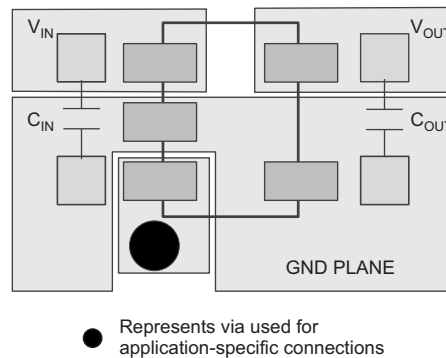 VIN
VOUT
CIN
COUT
GND PLANE
Represents via used for
application-specific connections